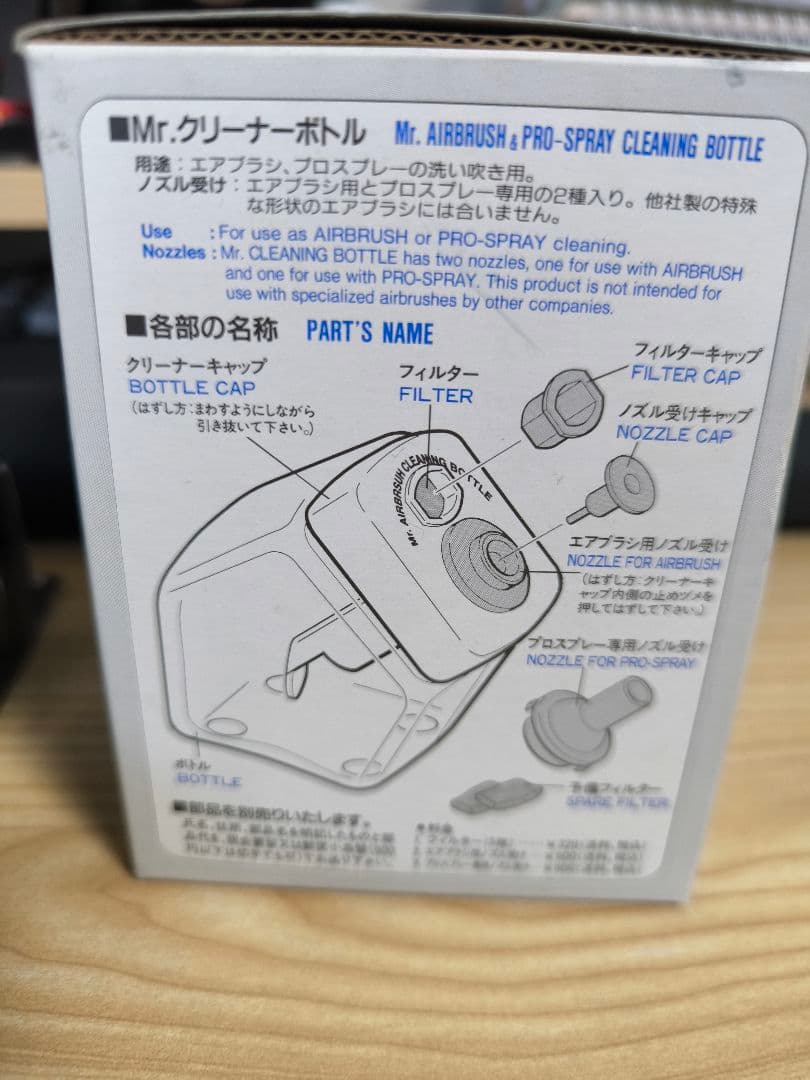 ■Mr.クリーナーボトル Mr. AIRBRUSH & PRO-SPRAY CLEANING BOTTLE
用途：エアブラシ、プロスプレーの洗い吹き用。
ノズル受け：エアブラシ用とプロスプレー専用の2種入り。他社製の特殊
な形状のエアブラシには合いません。
Use :For use as AIRBRUSH or PRO-SPRAY cleaning.
Nozzles : Mr. CLEANING BOTTLE has two nozzles, one for use with AIRBRUSH
and one for use with PRO-SPRAY. This product is not intended for
use with specialized airbrushes by other companies.
■各部の名称 PART'S NAME
クリーナーキャップ
BOTTLE CAP
(はずし方：まわすようにしながら
引き抜いて下さい。)
フィルター
FILTER
フィルターキャップ
FILTER CAP
ノズル受けキャップ
NOZZLE CAP
Mr. AIRBRSUH CLEANING BOTTLE
エアブラシ用ノズル受け
NOZZLE FOR AIRBRUSH
(はずし方：クリーナーキ
ャップ内側の止めツメを
押してはずして下さい。)
プロスプレー専用ノズル受け
NOZZLE FOR PRO-SPRAY
ボトル
BOTTLE
予備フィルター
SPARE FILTER
■部品を別売りいたします。